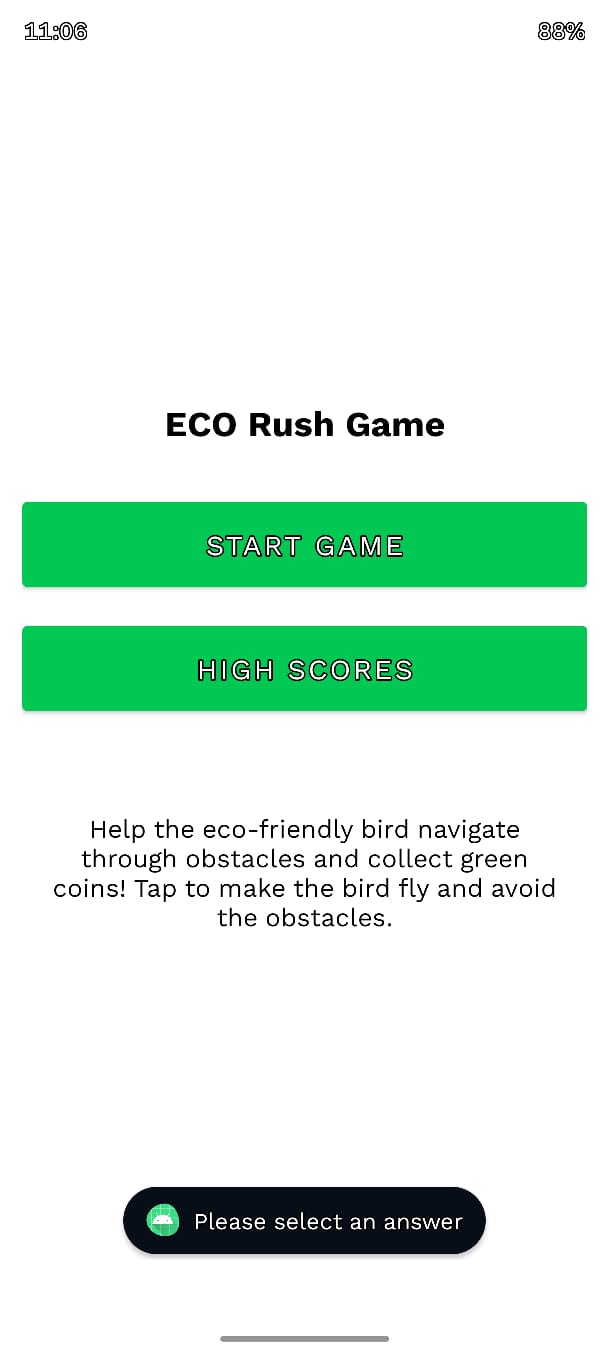 11:06 88%
ECO Rush Game
START GAME
HIGH SCORES
Help the eco-friendly bird navigate
through obstacles and collect green
coins! Tap to make the bird fly and avoid
the obstacles.
Please select an answer